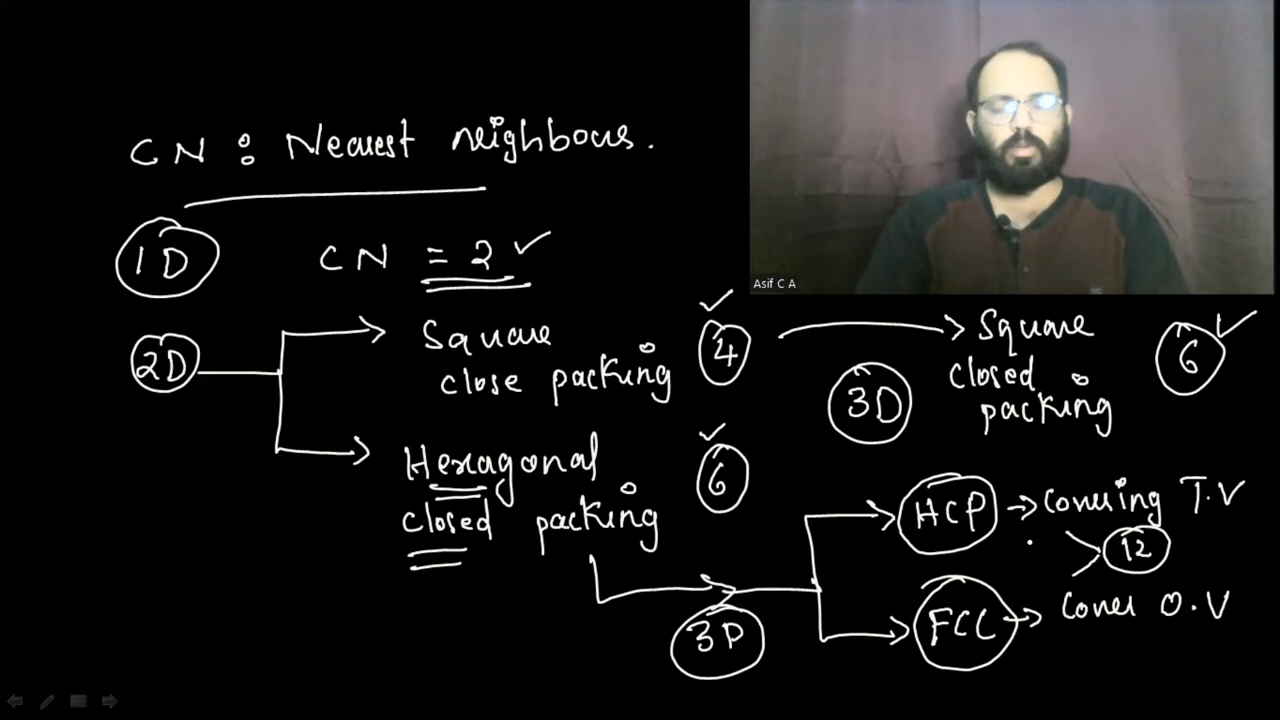 CN : Nearest neighbours.
1D
CN = 2 ✓
2D
Square
close packing
4
Square
closed
packing
6
3D
Hexagonal
closed packing
6
3D
HCP → Covering T.V
12
FCC → Cover O.V
Asif C A